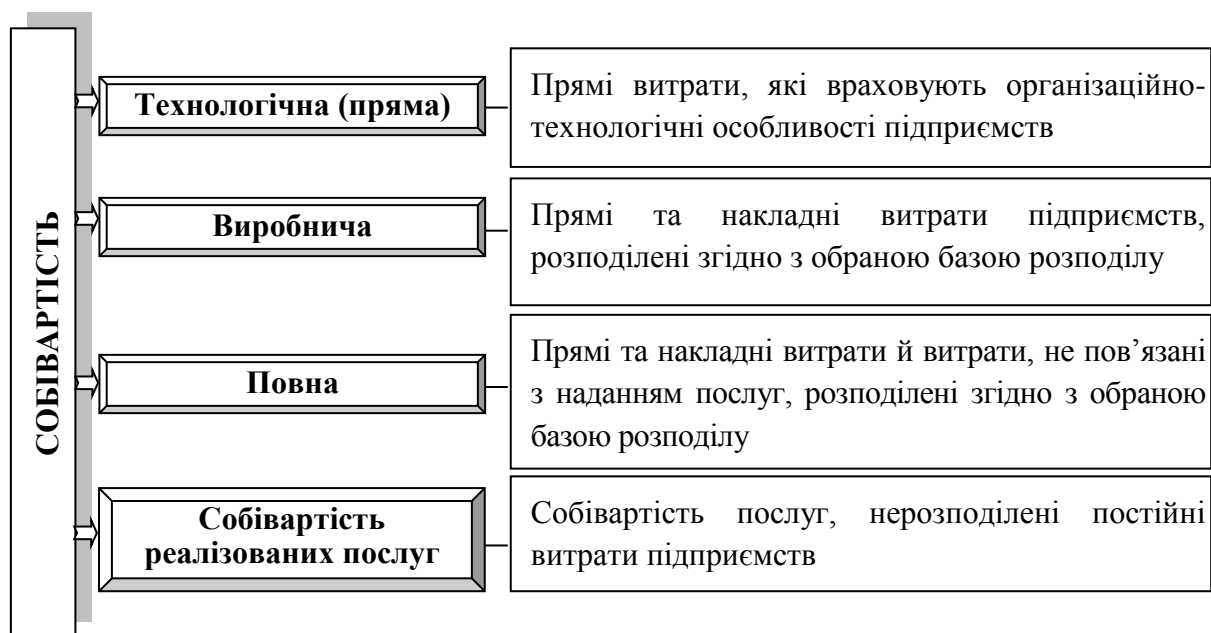 СОБІВАРТІСТЬ
Технологічна (пряма)
Прямі витрати, які враховують організаційно-
технологічні особливості підприємств
Виробнича
Прямі та накладні витрати підприємств,
розподілені згідно з обраною базою розподілу
Повна
Прямі та накладні витрати й витрати, не пов’язані
з наданням послуг, розподілені згідно з обраною
базою розподілу
Собівартість
реалізованих послуг
Собівартість послуг, нерозподілені постійні
витрати підприємств